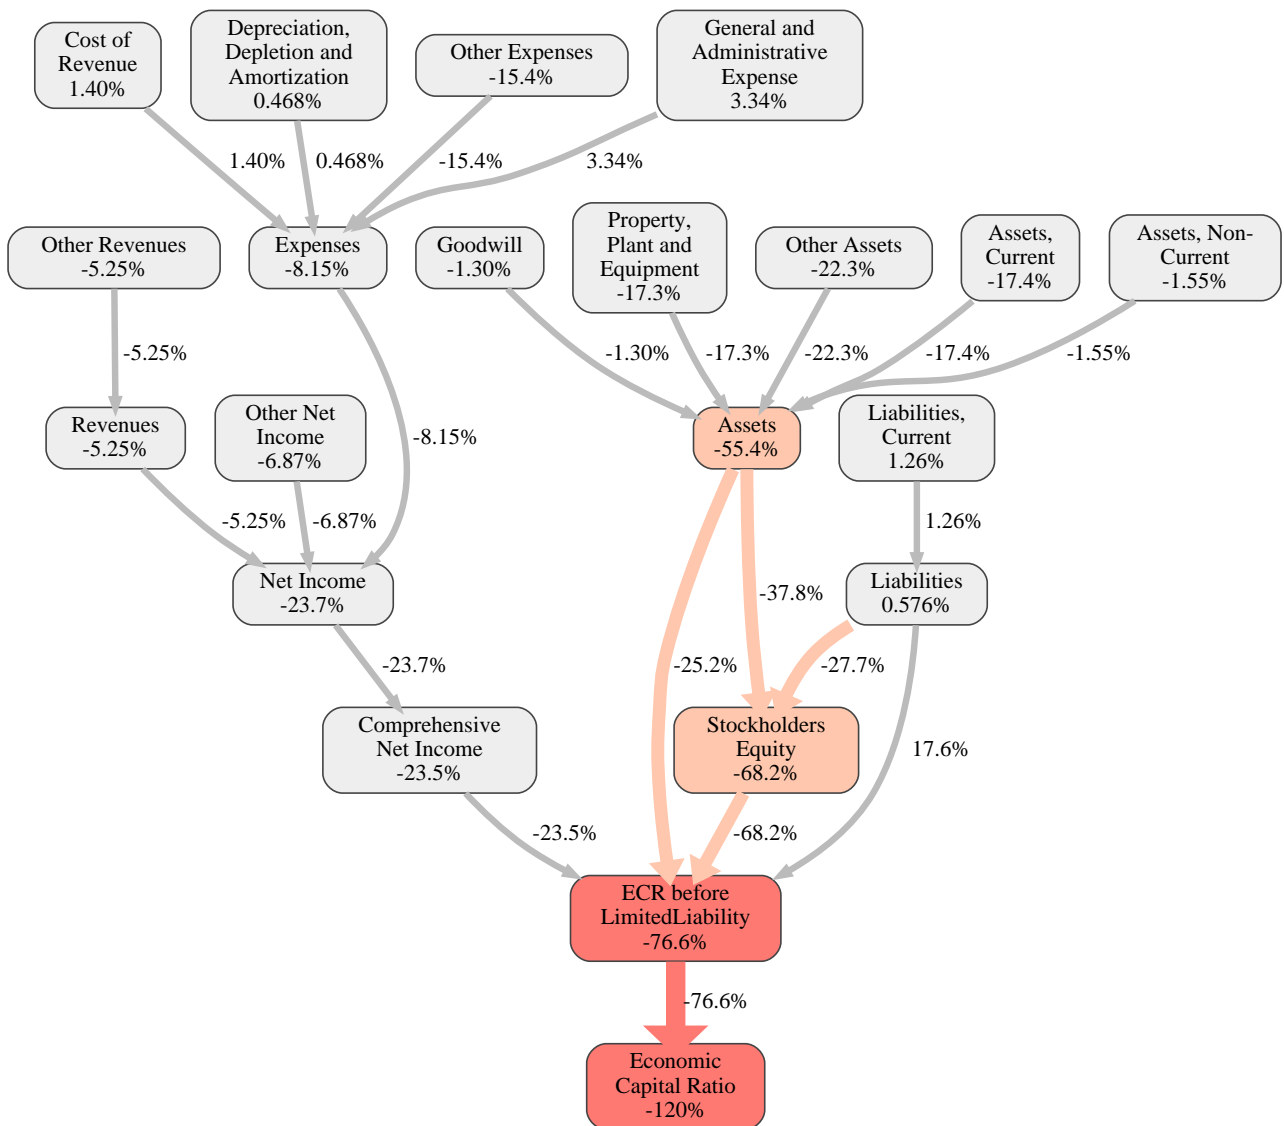 Cost of
Revenue
1.40%
Depreciation,
Depletion and
Amortization
0.468%
Other Expenses
-15.4%
General and
Administrative
Expense
3.34%
1.40%
0.468%
-15.4%
3.34%
Other Revenues
-5.25%
Expenses
-8.15%
Goodwill
-1.30%
Property,
Plant and
Equipment
-17.3%
Other Assets
-22.3%
Assets,
Current
-17.4%
Assets, Non-
Current
-1.55%
-5.25%
-1.30%
-17.3%
-22.3%
-17.4%
-1.55%
Revenues
-5.25%
Other Net
Income
-6.87%
-8.15%
Assets
-55.4%
Liabilities,
Current
1.26%
-5.25%
-6.87%
1.26%
Net Income
-23.7%
-37.8%
Liabilities
0.576%
-23.7%
-25.2%
-27.7%
Comprehensive
Net Income
-23.5%
Stockholders
Equity
-68.2%
17.6%
-23.5%
-68.2%
ECR before
LimitedLiability
-76.6%
-76.6%
Economic
Capital Ratio
-120%